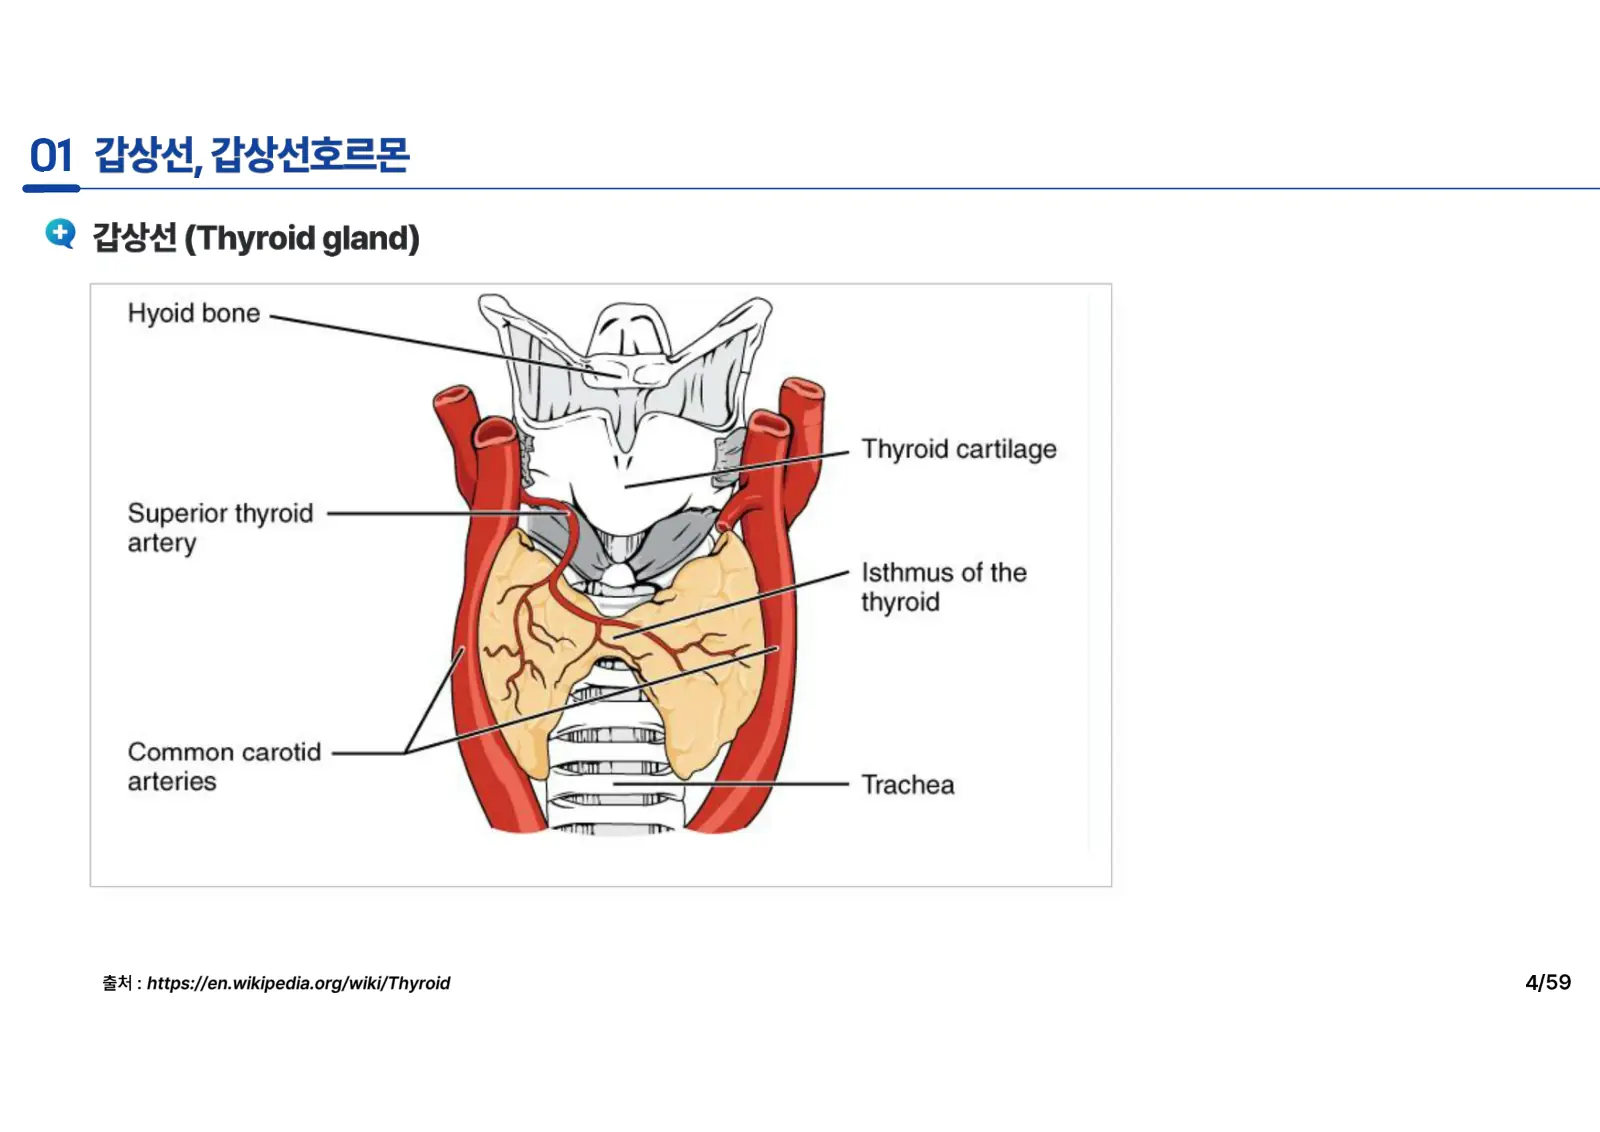 01 갑상선, 갑상선호르몬
갑상선 (Thyroid gland)
Hyoid bone
Thyroid cartilage
Superior thyroid
artery
Isthmus of the
thyroid
Common carotid
arteries
Trachea
출처 : https://en.wikipedia.org/wiki/Thyroid
4/59